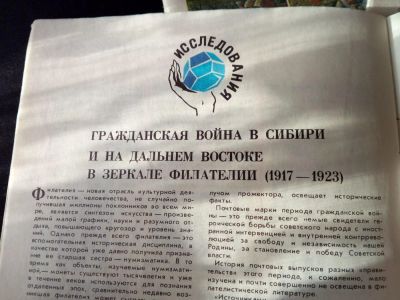 ИССЛЕДОВАНИЯ
ГРАЖДАНСКАЯ ВОЙНА В СИБИРИ
И НА ДАЛЬНЕМ ВОСТОКЕ
В ЗЕРКАЛЕ ФИЛАТЕЛИИ (1917—1923)
Филателия — новая отрасль культурной дея-
тельности человечества, не случайно по-
лучившая миллионы поклонников во всем ми-
ре, является синтезом искусства — произве-
дений малой графики, науки и разумного от-
дыха, повышающего кругозор и уровень зна-
ний. Однако прежде всего филателия — это
вспомогательная историческая дисциплина, в
качестве которой уже давно получила призна-
ние ее старшая сестра — нумизматика. В то
время как объекты, изучаемые нумизмати-
кой, — монеты существуют тысячелетия и уже
в течение веков используются для познания
отдаленных эпох, сравнительно недавно воз-
никшая филателия может
лучом прожектора, освещает исторические
факты.
Почтовые марки периода гражданской вой-
ны — это прежде всего немые свидетели ге-
роической борьбы советского народа с иност-
ранной интервенцией и внутренней контррево-
люцией за свободу и независимость нашей
Родины, за становление и победу Советской
власти.
История почтовых выпусков разных «прави-
тельств» этого периода, к сожалению, мало
изучена и почти совершенно не освещена в фи-
лателистической литературе.